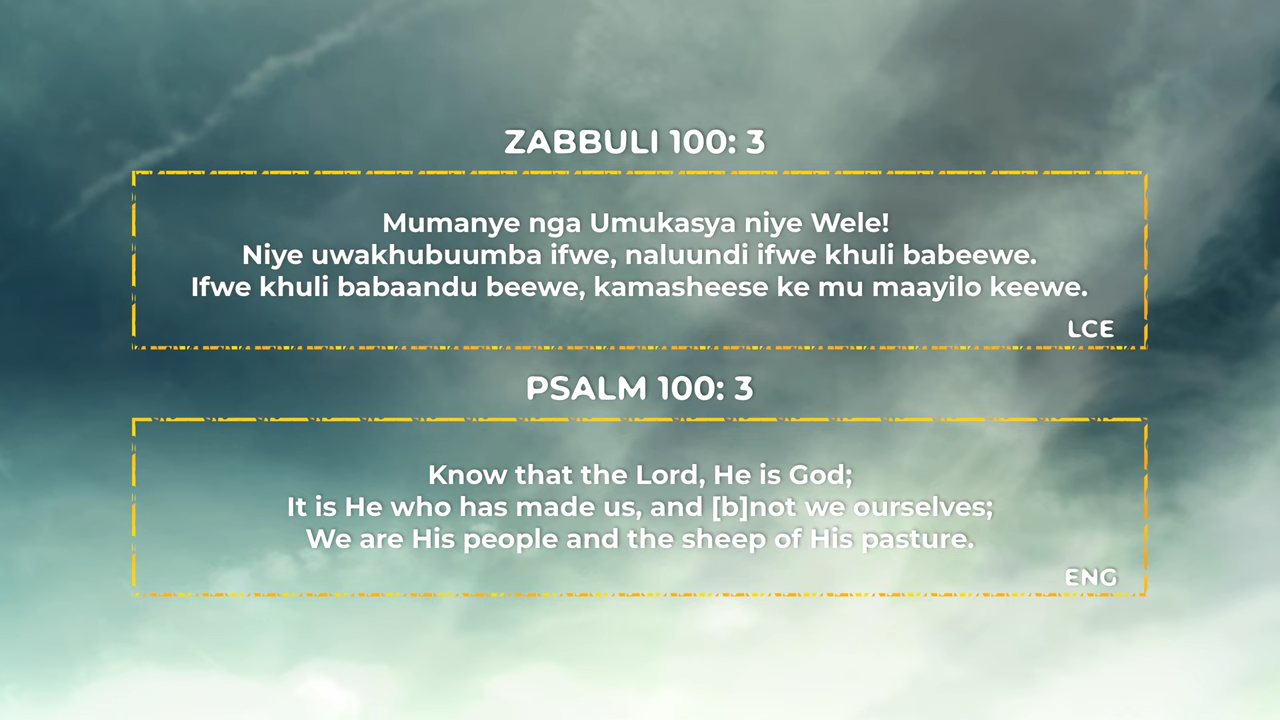 ZABBULI 100: 3
Mumanye nga Umukasya niye Wele!
Niye uwakhubuumba ifwe, naluundi ifwe khuli babeewe.
Ifwe khuli babaandu beewe, kamasheese ke mu maayilo keewe.
LCE
PSALM 100: 3
Know that the Lord, He is God;
It is He who has made us, and [b]not we ourselves;
We are His people and the sheep of His pasture.
ENG